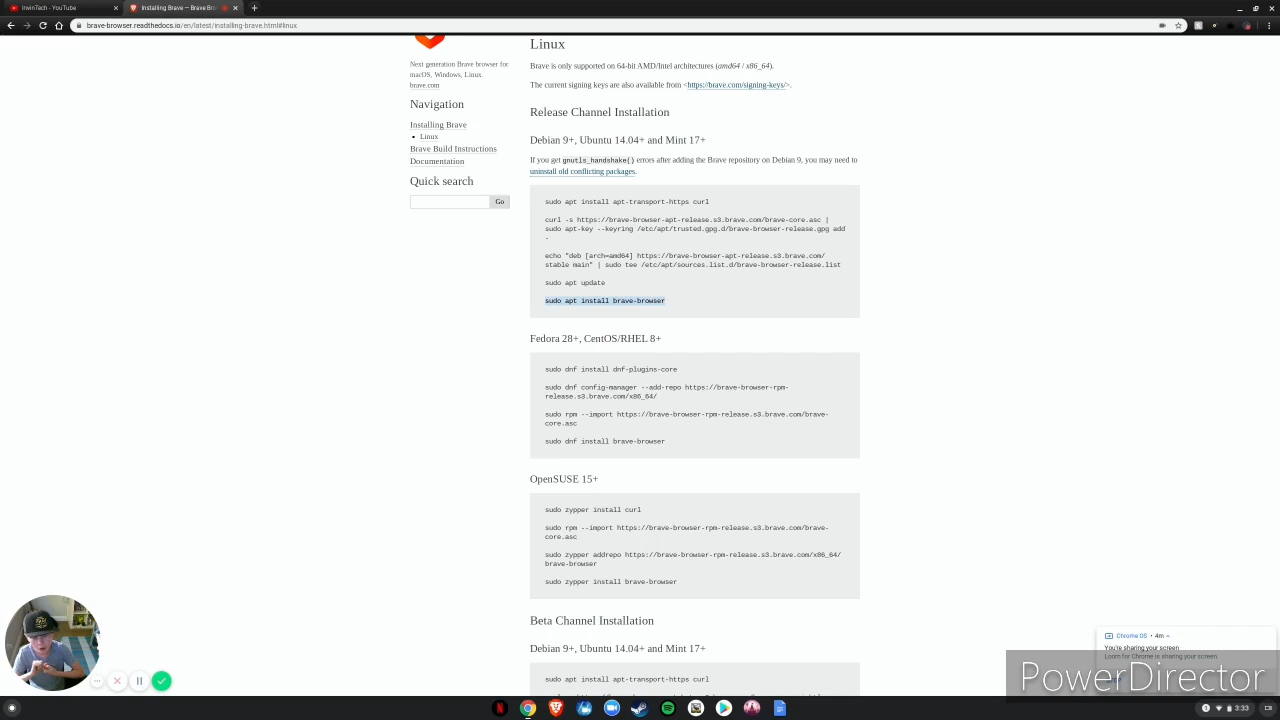 IrwinTech - YouTube
Installing Brave — Brave Bro
brave-browser.readthedocs.io/en/latest/installing-brave.html#linux
Next generation Brave browser for
macOS, Windows, Linux.
brave.com
Navigation
Installing Brave
Linux
Brave Build Instructions
Documentation
Quick search
Go
Linux
Brave is only supported on 64-bit AMD/Intel architectures (amd64 / x86_64).
The current signing keys are also available from <https://brave.com/signing-keys/>.
Release Channel Installation
Debian 9+, Ubuntu 14.04+ and Mint 17+
If you get gnutls_handshake() errors after adding the Brave repository on Debian 9, you may need to
uninstall old conflicting packages.
sudo apt install apt-transport-https curl
curl -s https://brave-browser-apt-release.s3.brave.com/brave-core.asc |
sudo apt-key --keyring /etc/apt/trusted.gpg.d/brave-browser-release.gpg add
-
echo "deb [arch=amd64] https://brave-browser-apt-release.s3.brave.com/
stable main" | sudo tee /etc/apt/sources.list.d/brave-browser-release.list
sudo apt update
sudo apt install brave-browser
Fedora 28+, CentOS/RHEL 8+
sudo dnf install dnf-plugins-core
sudo dnf config-manager --add-repo https://brave-browser-rpm-
release.s3.brave.com/x86_64/
sudo rpm --import https://brave-browser-rpm-release.s3.brave.com/brave-
core.asc
sudo dnf install brave-browser
OpenSUSE 15+
sudo zypper install curl
sudo rpm --import https://brave-browser-rpm-release.s3.brave.com/brave-
core.asc
sudo zypper addrepo https://brave-browser-rpm-release.s3.brave.com/x86_64/
brave-browser
sudo zypper install brave-browser
Beta Channel Installation
Debian 9+, Ubuntu 14.04+ and Mint 17+
sudo apt install apt-transport-https curl
Chrome OS • 4m
You're sharing your screen
Loom for Chrome is sharing your screen.
PowerDirector
1
3:33